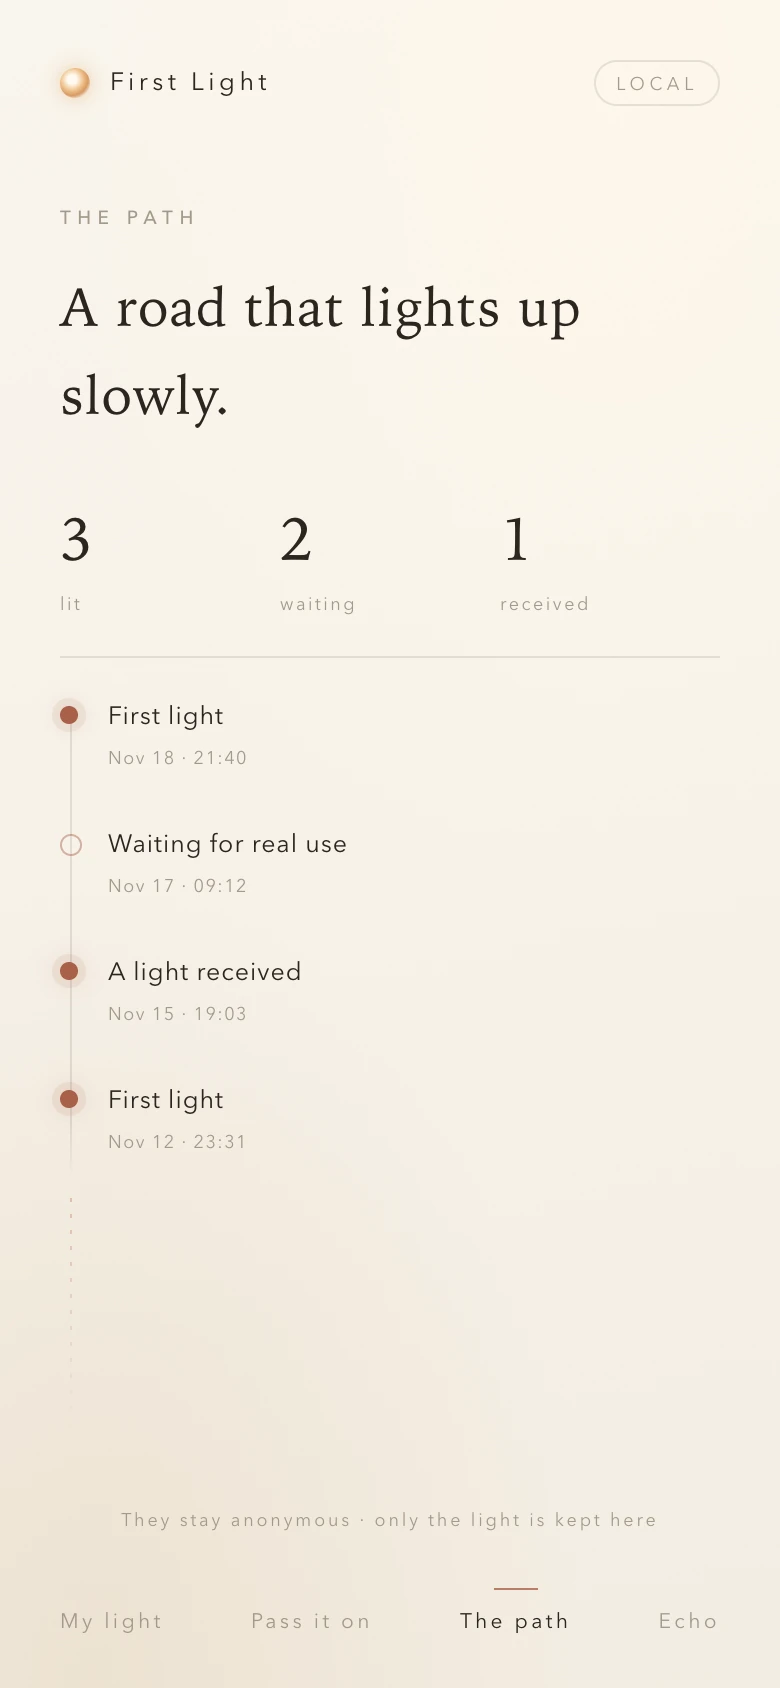 First Light
LOCAL
THE PATH
A road that lights up
slowly.
3
2
1
lit
waiting
received
First light
Nov 18 · 21:40
Waiting for real use
Nov 17 · 09:12
A light received
Nov 15 · 19:03
First light
Nov 12 · 23:31
They stay anonymous · only the light is kept here
My light
Pass it on
The path
Echo